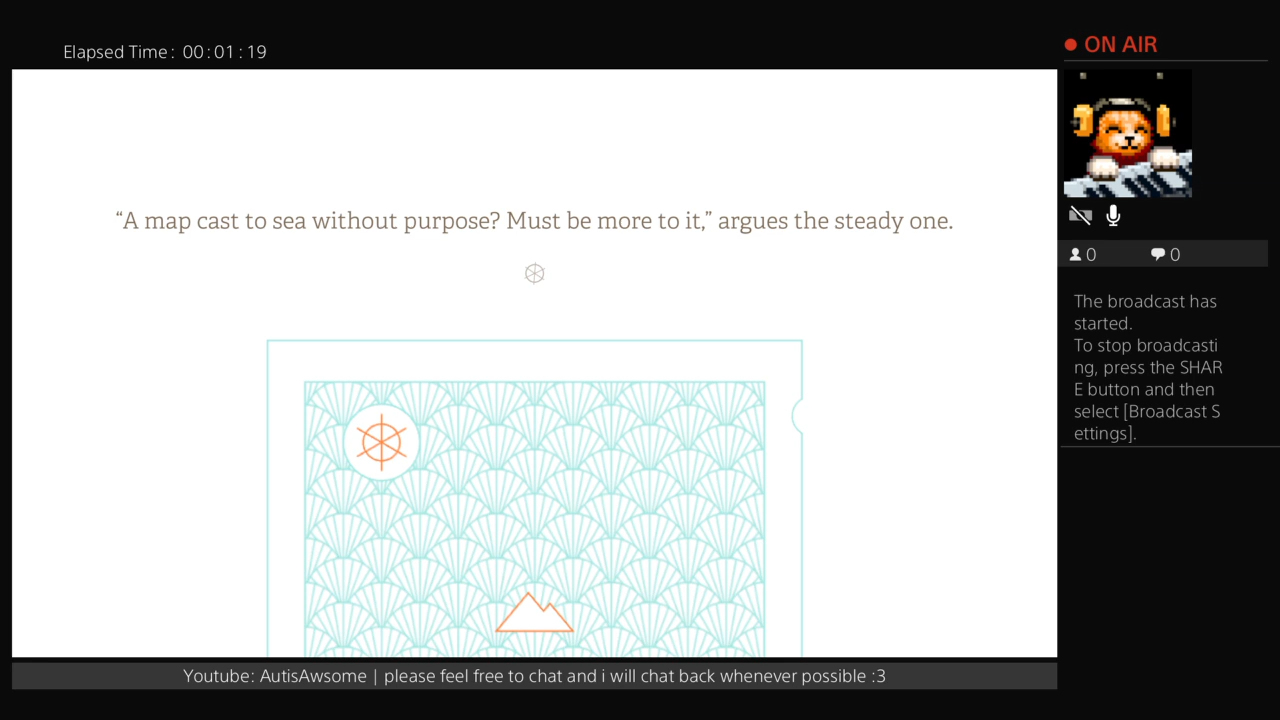 Elapsed Time: 00:01:19
ON AIR
“A map cast to sea without purpose? Must be more to it,” argues the steady one.
0
0
The broadcast has
started.
To stop broadcasti
ng, press the SHAR
E button and then
select [Broadcast S
ettings].
Youtube: AutisAwsome | please feel free to chat and i will chat back whenever possible :3